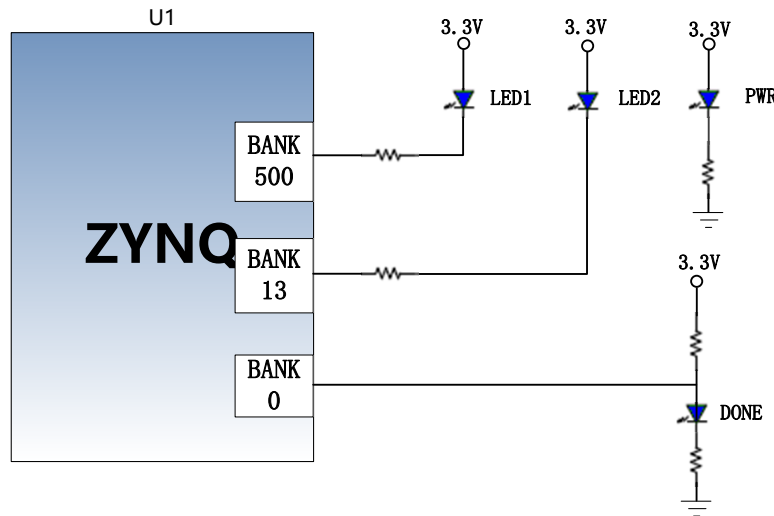 U1
3.3V
3.3V
3.3V
LED1
LED2
PWR
BANK
500
ZYNQ
BANK
13
3.3V
BANK
0
DONE